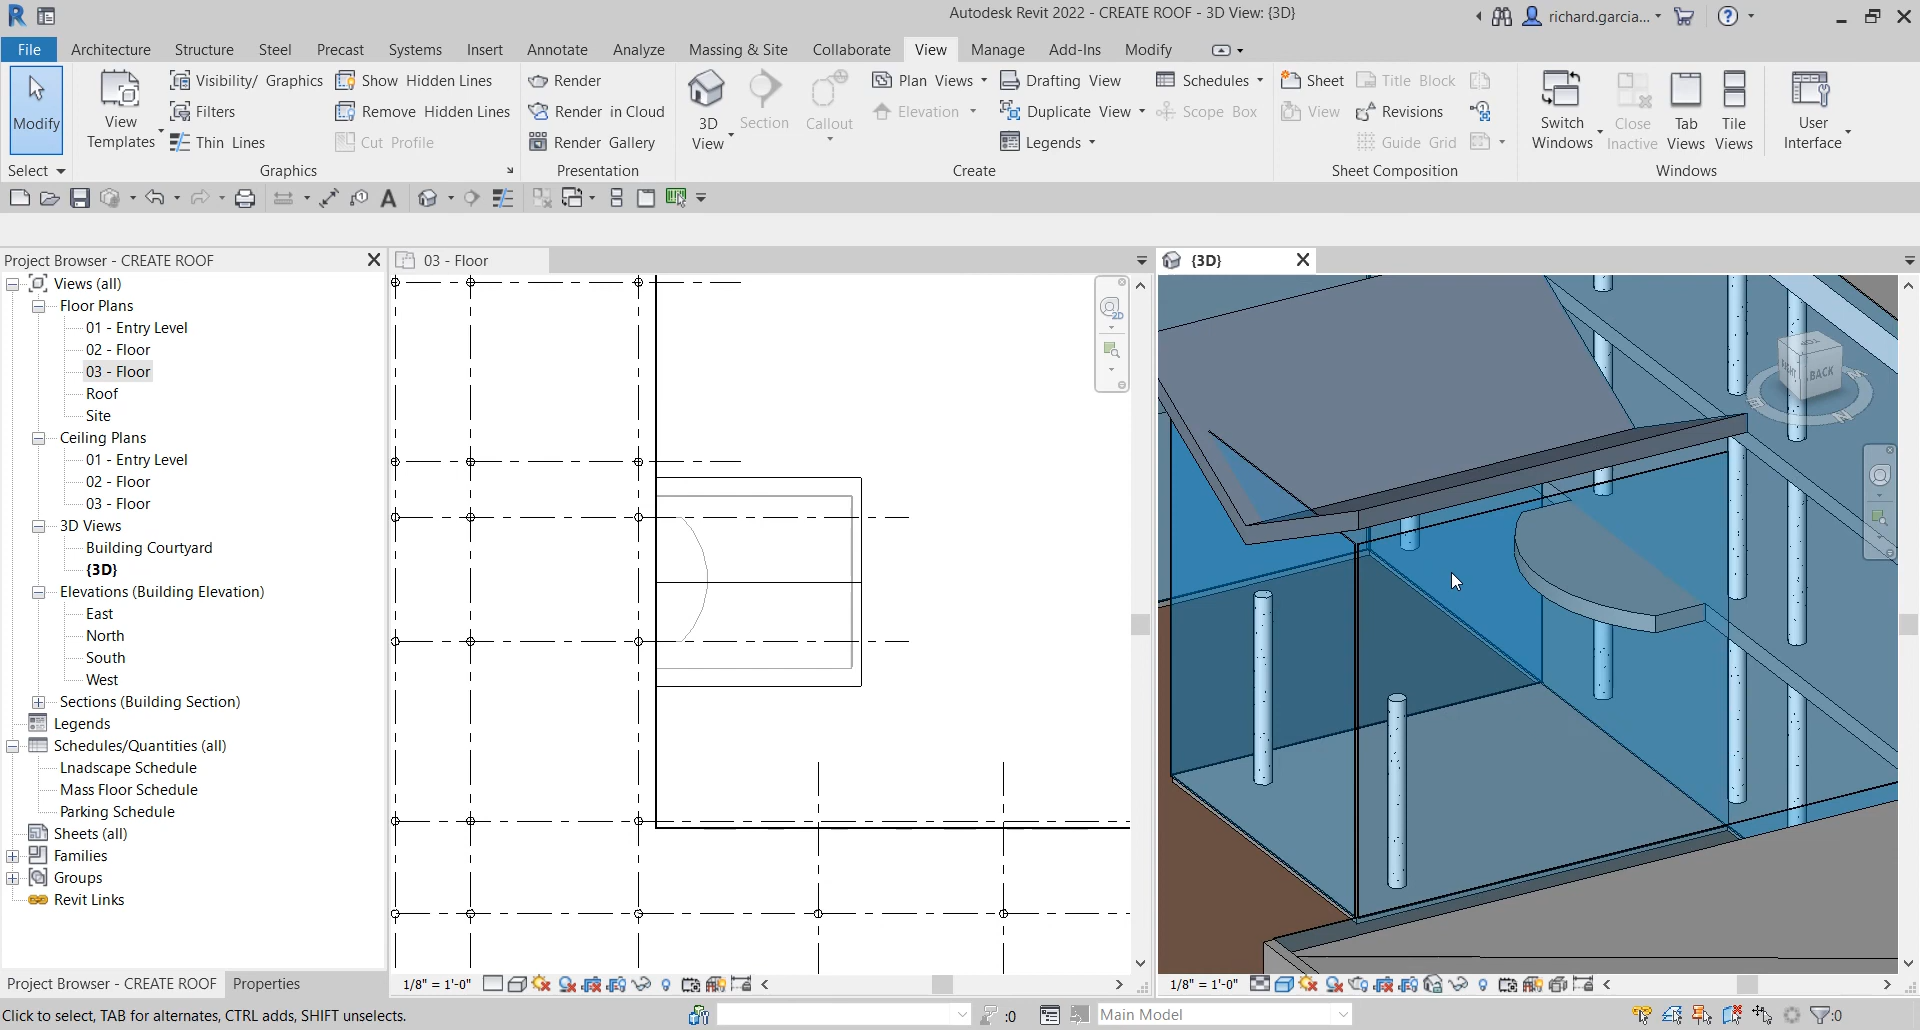 Autodesk Revit 2022 - CREATE ROOF - 3D View: {3D}
richard.garcia...
File Architecture Structure Steel Precast Systems Insert Annotate Analyze Massing & Site Collaborate View Manage Add-Ins Modify
Modify
Select
View Templates
Visibility/ Graphics
Filters
Thin Lines
Show Hidden Lines
Remove Hidden Lines
Cut Profile
Graphics
Render
Render in Cloud
Render Gallery
Presentation
3D View
Section
Callout
Plan Views
Elevation
Drafting View
Duplicate View
Legends
Schedules
Scope Box
Create
Sheet
View
Title Block
Revisions
Guide Grid
Sheet Composition
Switch Windows
Close Inactive
Tab Views
Tile Views
User Interface
Windows
Project Browser - CREATE ROOF
Views (all)
Floor Plans
01 - Entry Level
02 - Floor
03 - Floor
Roof
Site
Ceiling Plans
01 - Entry Level
02 - Floor
03 - Floor
3D Views
Building Courtyard
{3D}
Elevations (Building Elevation)
East
North
South
West
Sections (Building Section)
Legends
Schedules/Quantities (all)
Lnadscape Schedule
Mass Floor Schedule
Parking Schedule
Sheets (all)
Families
Groups
Revit Links
Project Browser - CREATE ROOF Properties
03 - Floor
2D
1/8" = 1'-0"
{3D}
TOP
RIGHT
BACK
S
E
N
1/8" = 1'-0"
Click to select, TAB for alternates, CTRL adds, SHIFT unselects.
:0
Main Model
:0